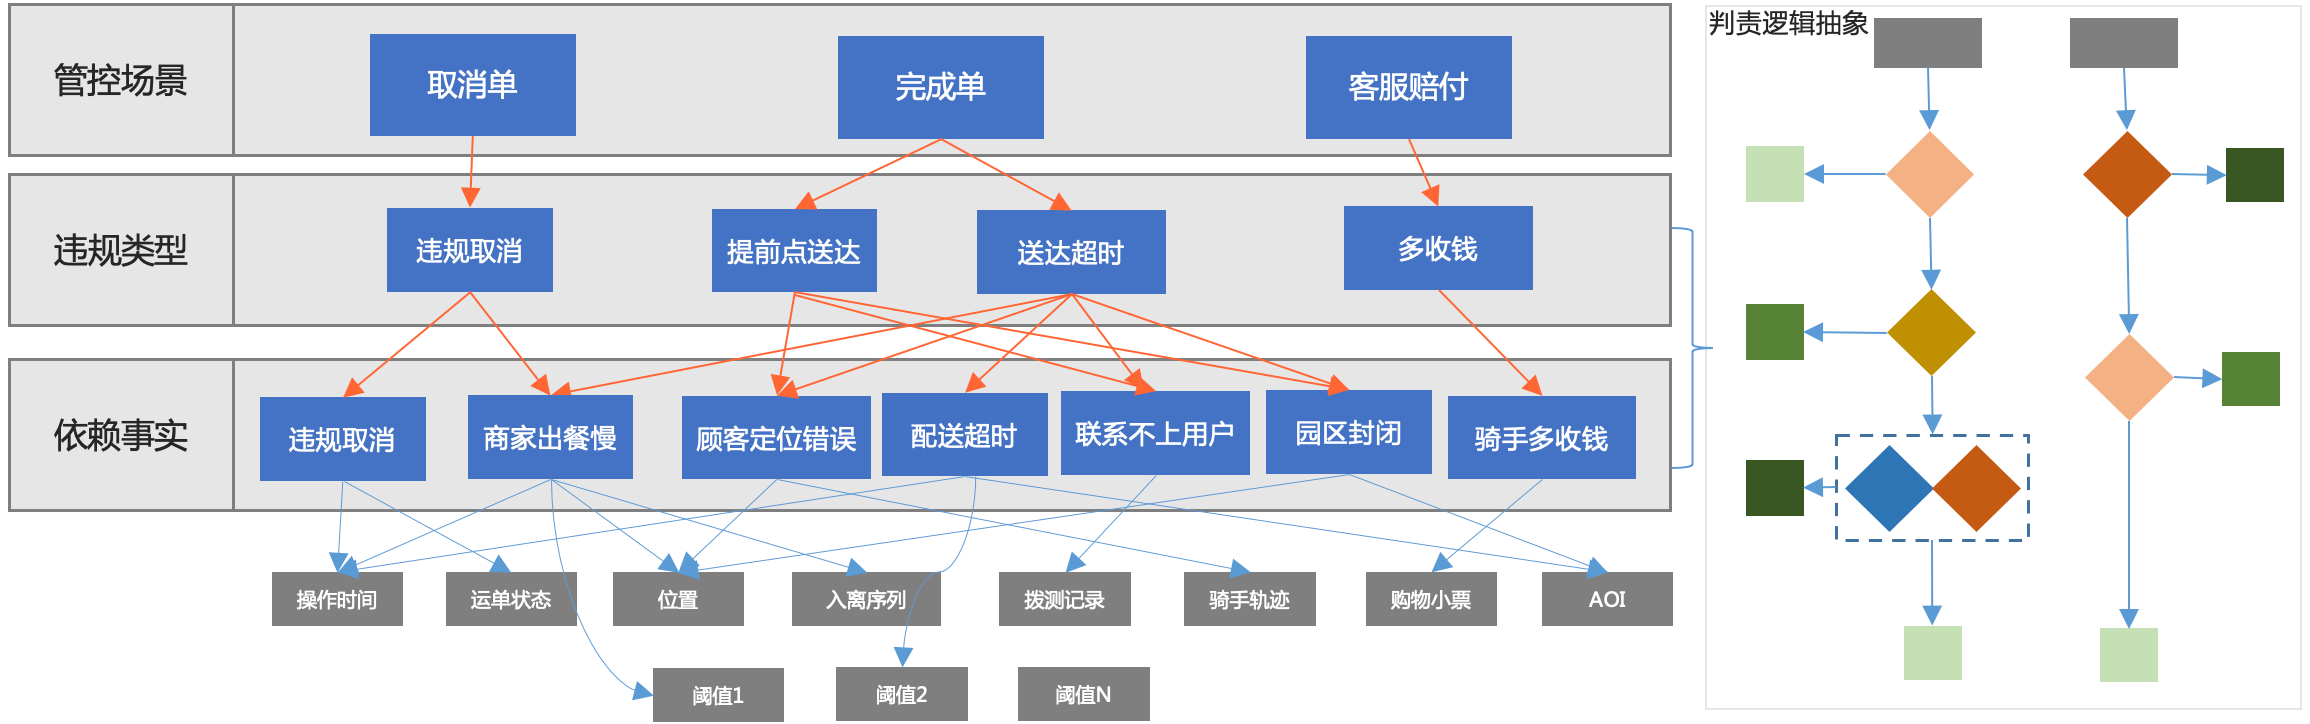 判责逻辑抽象
管控场景
取消单
完成单
客服赔付
违规类型
违规取消
提前点送达
送达超时
多收钱
依赖事实
违规取消
商家出餐慢
顾客定位错误
配送超时
联系不上用户
园区封闭
骑手多收钱
操作时间
运单状态
位置
入离序列
拨测记录
骑手轨迹
购物小票
AOI
阈值1
阈值2
阈值N